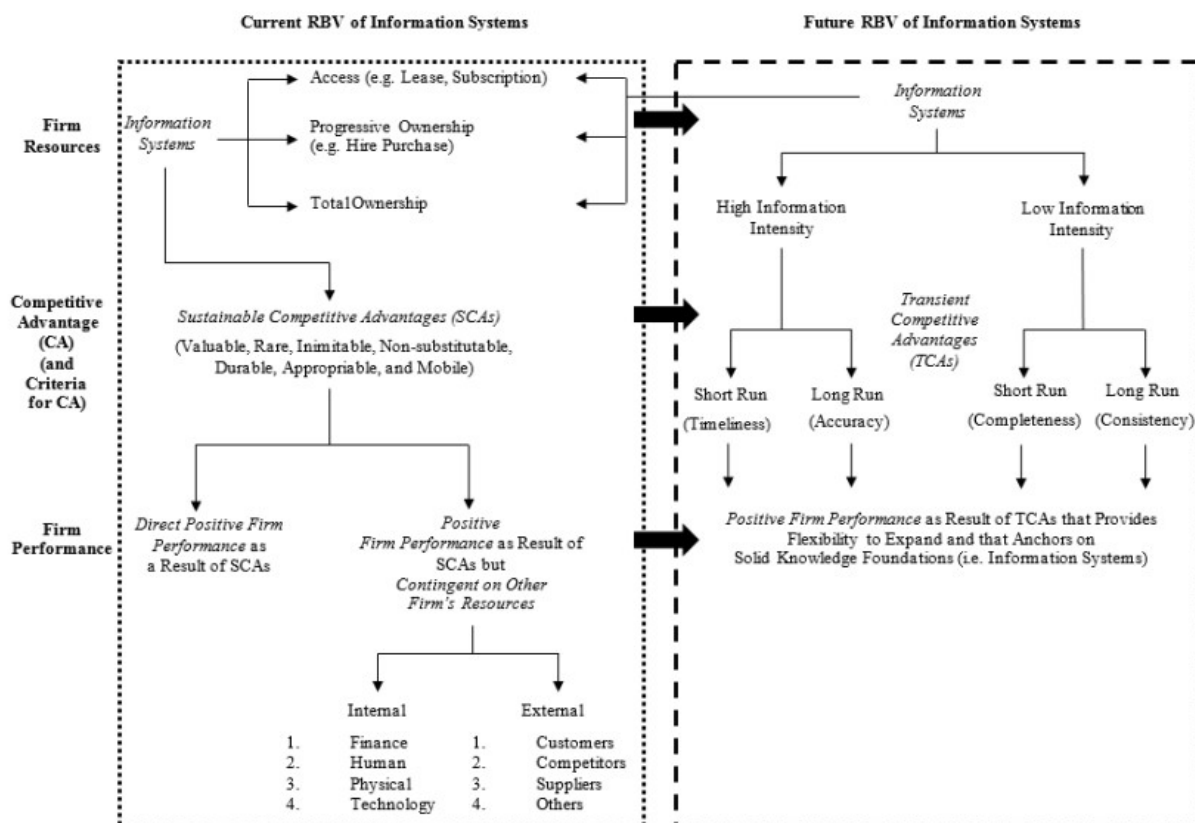 Current RBV of Information Systems
Future RBV of Information Systems
Firm
Resources
Information
Systems
Access (e.g. Lease, Subscription)
Progressive Ownership
(e.g. Hire Purchase)
Total Ownership
Information
Systems
High Information
Intensity
Low Information
Intensity
Competitive
Advantage
(CA)
(and
Criteria
for CA)
Sustainable Competitive Advantages (SCAs)
(Valuable, Rare, Inimitable, Non-substitutable,
Durable, Appropriable, and Mobile)
Transient
Competitive
Advantages
(TCAs)
Short Run
(Timeliness)
Long Run
(Accuracy)
Short Run
(Completeness)
Long Run
(Consistency)
Firm
Performance
Direct Positive Firm
Performance as
a Result of SCAs
Positive
Firm Performance as Result of
SCAs but
Contingent on Other
Firm's Resources
Positive Firm Performance as Result of TCAs that Provides
Flexibility to Expand and that Anchors on
Solid Knowledge Foundations (i.e. Information Systems)
Internal
1. Finance
2. Human
3. Physical
4. Technology
External
1. Customers
2. Competitors
3. Suppliers
4. Others